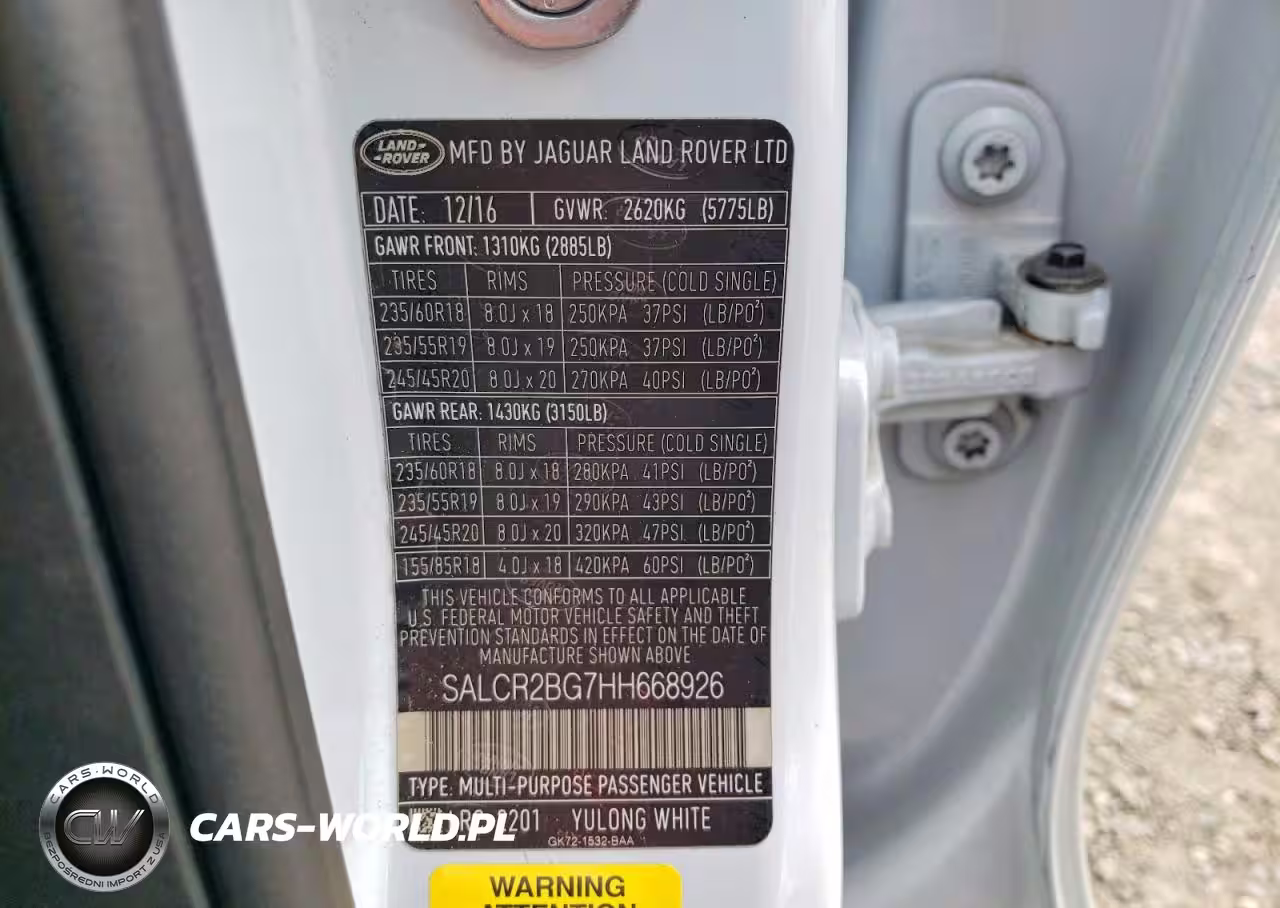 LAND-
-ROVER
MFD BY JAGUAR LAND ROVER LTD
DATE: 12/16 GVWR: 2620KG (5775LB)
GAWR FRONT: 1310KG (2885LB)
TIRES RIMS PRESSURE (COLD SINGLE)
235/60R18 8.0J x 18 250KPA 37PSI (LB/PO²)
235/55R19 8.0J x 19 250KPA 37PSI (LB/PO²)
245/45R20 8.0J x 20 270KPA 40PSI (LB/PO²)
GAWR REAR: 1430KG (3150LB)
TIRES RIMS PRESSURE (COLD SINGLE)
235/60R18 8.0J x 18 280KPA 41PSI (LB/PO²)
235/55R19 8.0J x 19 290KPA 43PSI (LB/PO²)
245/45R20 8.0J x 20 320KPA 47PSI (LB/PO²)
155/85R18 4.0J x 18 420KPA 60PSI (LB/PO²)
THIS VEHICLE CONFORMS TO ALL APPLICABLE
U.S. FEDERAL MOTOR VEHICLE SAFETY AND THEFT
PREVENTION STANDARDS IN EFFECT ON THE DATE OF
MANUFACTURE SHOWN ABOVE
SALCR2BG7HH668926
TYPE: MULTI-PURPOSE PASSENGER VEHICLE
YULONG WHITE
GK72-1532-BAA
WARNING
ATTENTION
CARS-WORLD
CW
BEZPOŚREDNI IMPORT Z USA
CARS-WORLD.PL